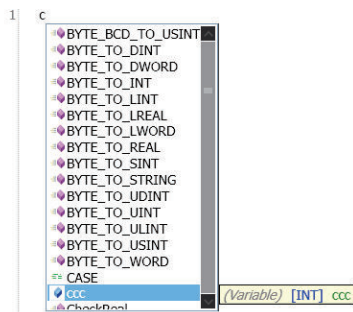 1 c
BYTE_BCD_TO_USINT
BYTE_TO_DINT
BYTE_TO_DWORD
BYTE_TO_INT
BYTE_TO_LINT
BYTE_TO_LREAL
BYTE_TO_LWORD
BYTE_TO_REAL
BYTE_TO_SINT
BYTE_TO_STRING
BYTE_TO_UDINT
BYTE_TO_UINT
BYTE_TO_ULINT
BYTE_TO_USINT
BYTE_TO_WORD
CASE
ccc (Variable) [INT] ccc
CheckReal